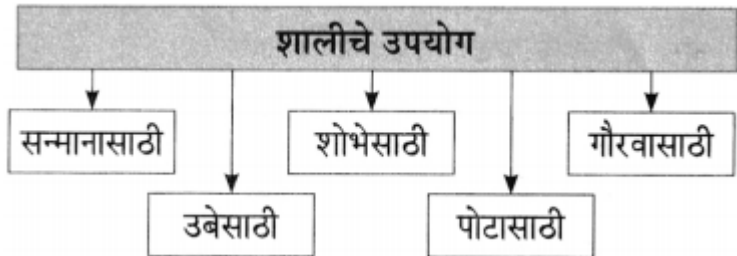 शालीचे उपयोग
सन्मानासाठी
शोभेसाठी
गौरवासाठी
उबेसाठी
पोटासाठी